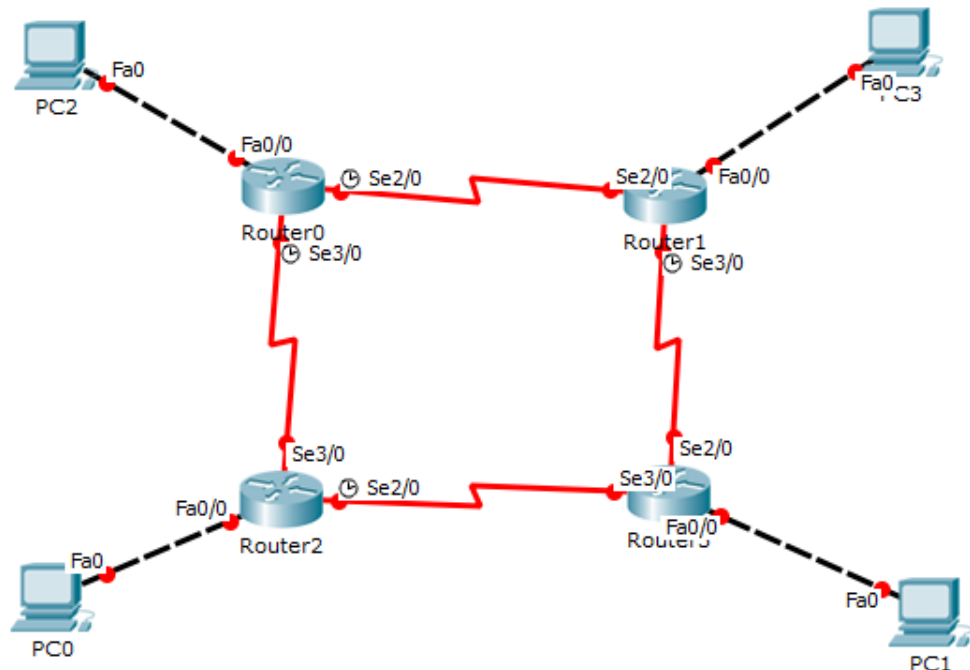 Fa0
PC2
Fa0
PC3
Fa0/0
Se2/0
Se2/0
Fa0/0
Router0
Router1
Se3/0
Se3/0
Se3/0
Se2/0
Fa0/0
Se2/0
Se3/0
Fa0/0
Router2
Fa0
Fa0
PC0
PC1